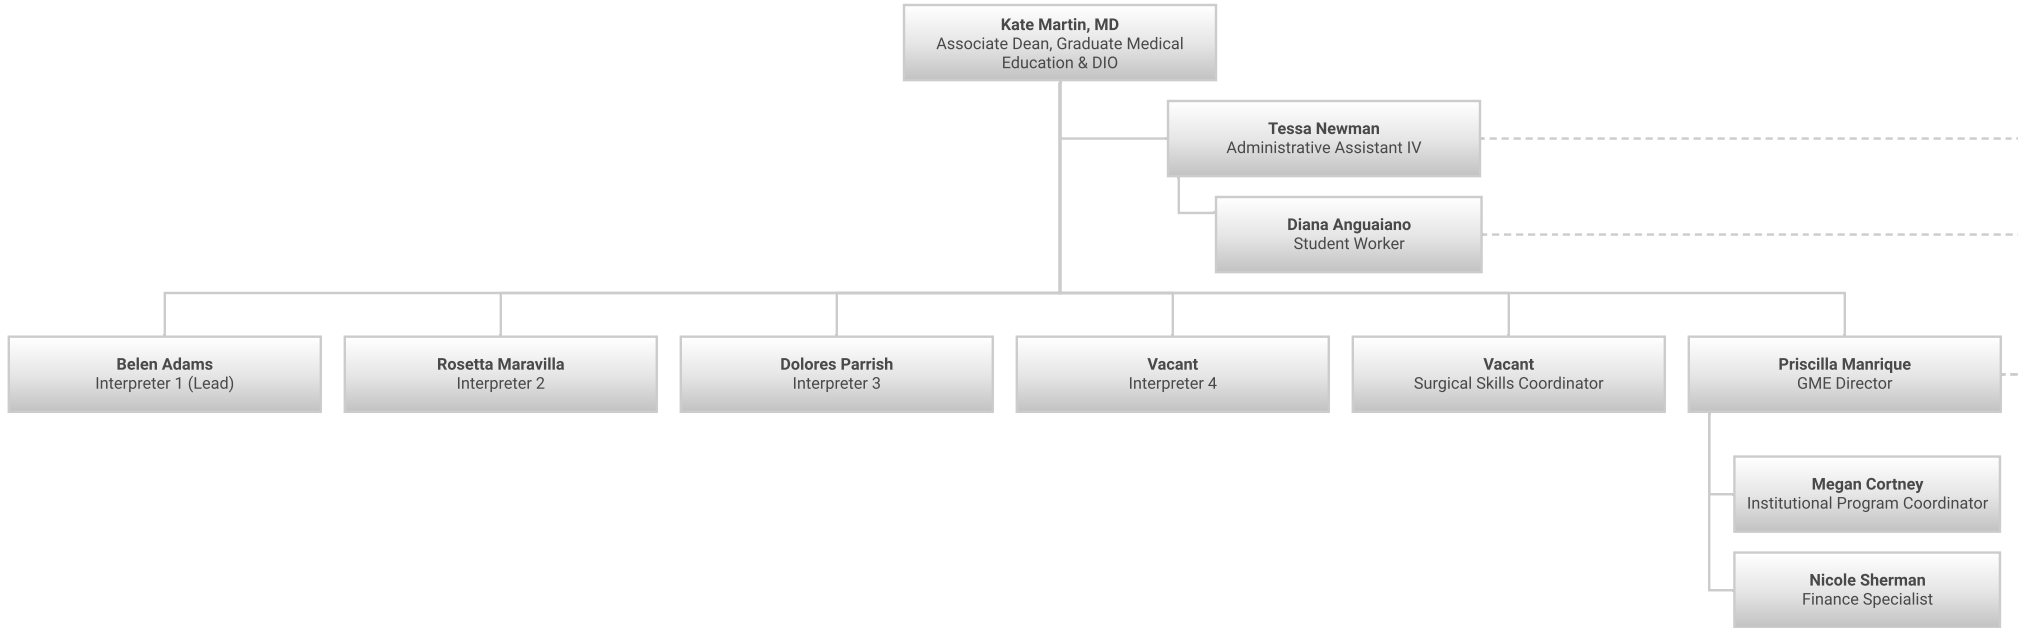 Kate Martin, MD
Associate Dean, Graduate Medical
Education & DIO
Tessa Newman
Administrative Assistant IV
Diana Anguaiano
Student Worker
Belen Adams
Interpreter 1 (Lead)
Rosetta Maravilla
Interpreter 2
Dolores Parrish
Interpreter 3
Vacant
Interpreter 4
Vacant
Surgical Skills Coordinator
Priscilla Manrique
GME Director
Megan Cortney
Institutional Program Coordinator
Nicole Sherman
Finance Specialist